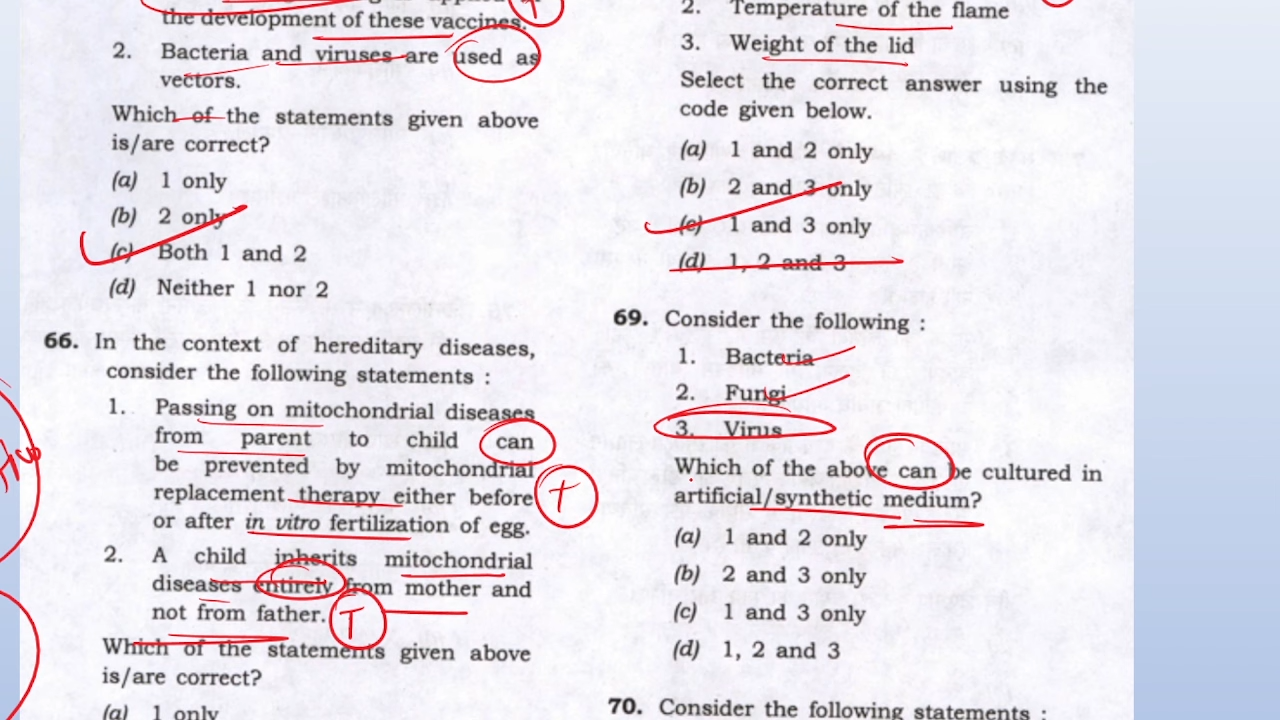 the development of these vaccines.
2. Bacteria and viruses are used as
vectors.
Which of the statements given above
is/are correct?
(a) 1 only
(b) 2 only
(c) Both 1 and 2
(d) Neither 1 nor 2
66. In the context of hereditary diseases,
consider the following statements :
1. Passing on mitochondrial diseases
from parent to child can
be prevented by mitochondrial
replacement therapy either before
or after in vitro fertilization of egg.
T
2. A child inherits mitochondrial
diseases entirely from mother and
not from father.
T
Which of the statements given above
is/are correct?
(a) 1 only
2. Temperature of the flame
3. Weight of the lid
Select the correct answer using the
code given below.
(a) 1 and 2 only
(b) 2 and 3 only
(c) 1 and 3 only
(d) 1, 2 and 3
69. Consider the following :
1. Bacteria
2. Fungi
3. Virus
Which of the above can be cultured in
artificial/synthetic medium?
(a) 1 and 2 only
(b) 2 and 3 only
(c) 1 and 3 only
(d) 1, 2 and 3
70. Consider the following statements :